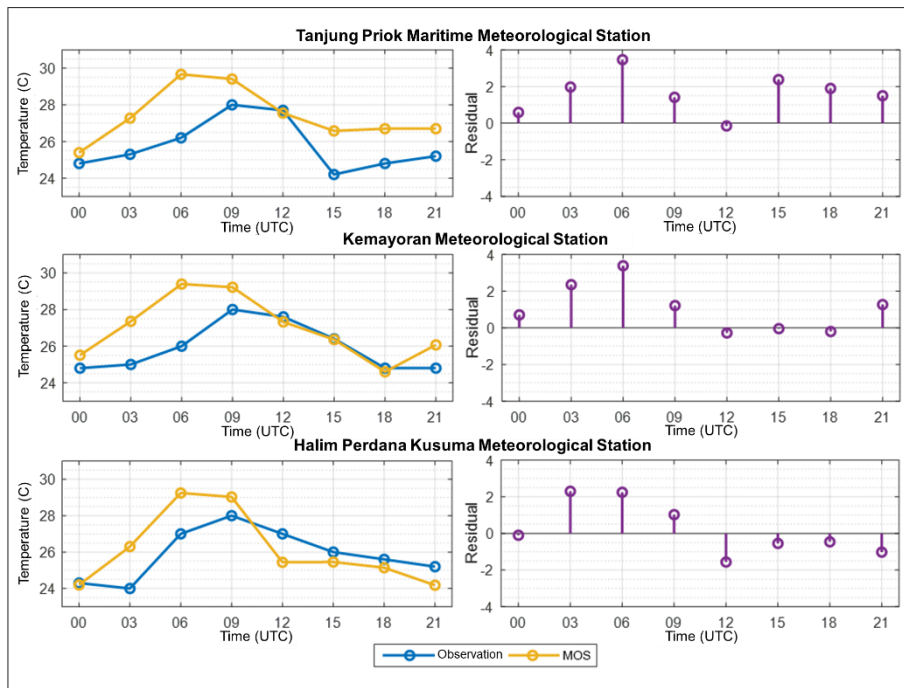 Tanjung Priok Maritime Meteorological Station
Temperature (C)
30
28
26
24
00 03 06 09 12 15 18 21
Time (UTC)
Residual
4
2
0
-2
-4
00 03 06 09 12 15 18 21
Time (UTC)
Kemayoran Meteorological Station
Temperature (C)
30
28
26
24
00 03 06 09 12 15 18 21
Time (UTC)
Residual
4
2
0
-2
-4
00 03 06 09 12 15 18 21
Time (UTC)
Halim Perdana Kusuma Meteorological Station
Temperature (C)
30
28
26
24
00 03 06 09 12 15 18 21
Time (UTC)
Residual
4
2
0
-2
-4
00 03 06 09 12 15 18 21
Time (UTC)
Observation MOS